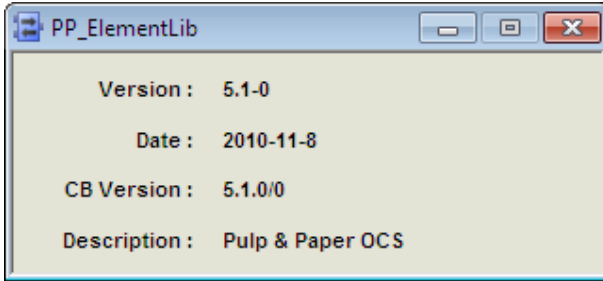 PP_ElementLib
Version : 5.1-0
Date : 2010-11-8
CB Version : 5.1.0/0
Description : Pulp & Paper OCS